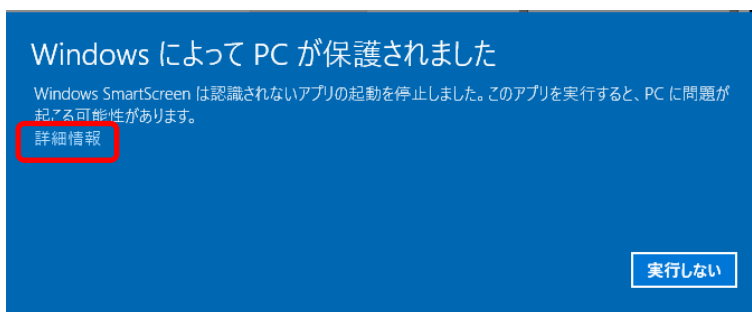 Windows によって PC が保護されました
Windows SmartScreen は認識されないアプリの起動を停止しました。このアプリを実行すると、PC に問題が
起こる可能性があります。
詳細情報
実行しない